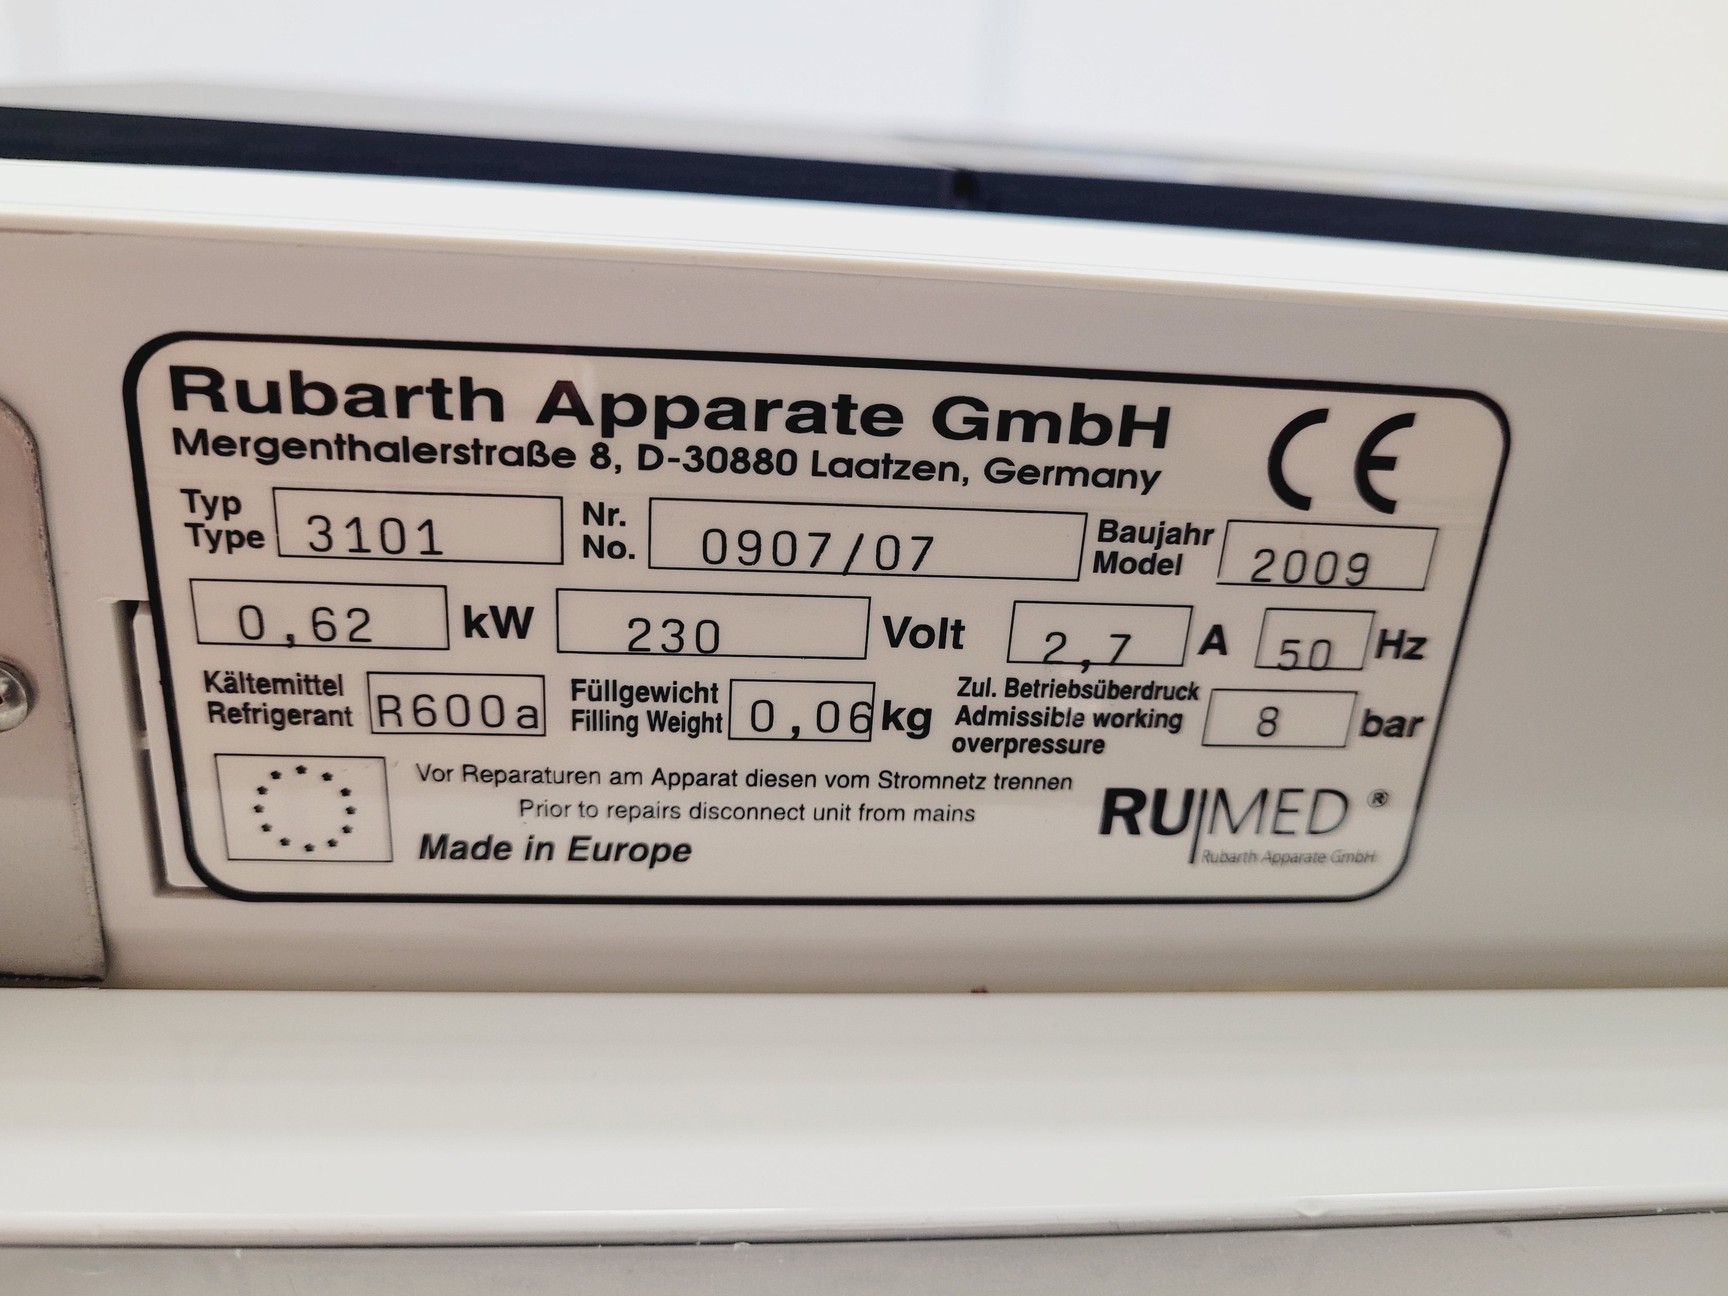 Rubarth Apparate GmbH
Mergenthalerstraße 8, D-30880 Laatzen, Germany
CE
Typ
Type
3101
Nr.
No.
0907/07
Baujahr
Model
2009
0,62 kW 230 Volt 2,7 A 50 Hz
Kältemittel
Refrigerant
R600a
Füllgewicht
Filling Weight
0,06 kg
Zul. Betriebsüberdruck
Admissible working
overpressure
8 bar
Vor Reparaturen am Apparat diesen vom Stromnetz trennen
Prior to repairs disconnect unit from mains
Made in Europe
RU|MED ®
Rubarth Apparate GmbH